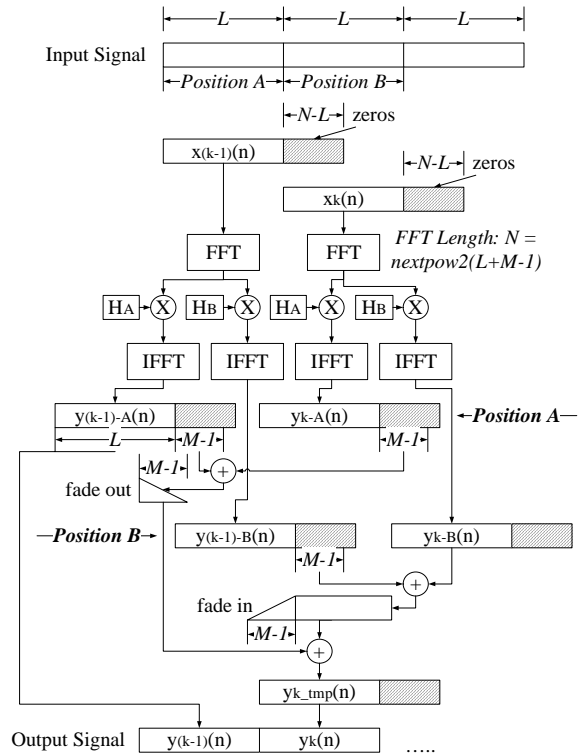 L L L
Input Signal
Position A Position B
N-L zeros
x(k-1)(n)
N-L zeros
xk(n)
FFT FFT
FFT Length: N =
nextpow2(L+M-1)
HA X HB X HA X HB X
IFFT IFFT IFFT IFFT
y(k-1)-A(n) yk-A(n)
Position A
L M-1 M-1
M-1 +
fade out
Position B
y(k-1)-B(n) yk-B(n)
M-1
+
fade in
M-1
+
yk_tmp(n)
Output Signal y(k-1)(n) yk(n) .....